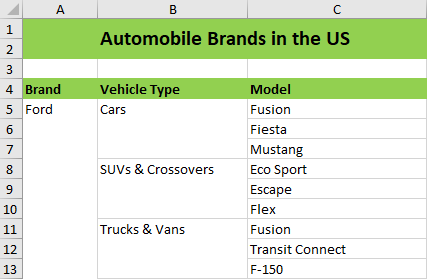 A B C
1
2 Automobile Brands in the US
3
4 Brand Vehicle Type Model
5 Ford Cars Fusion
6 Fiesta
7 Mustang
8 SUVs & Crossovers Eco Sport
9 Escape
10 Flex
11 Trucks & Vans Fusion
12 Transit Connect
13 F-150